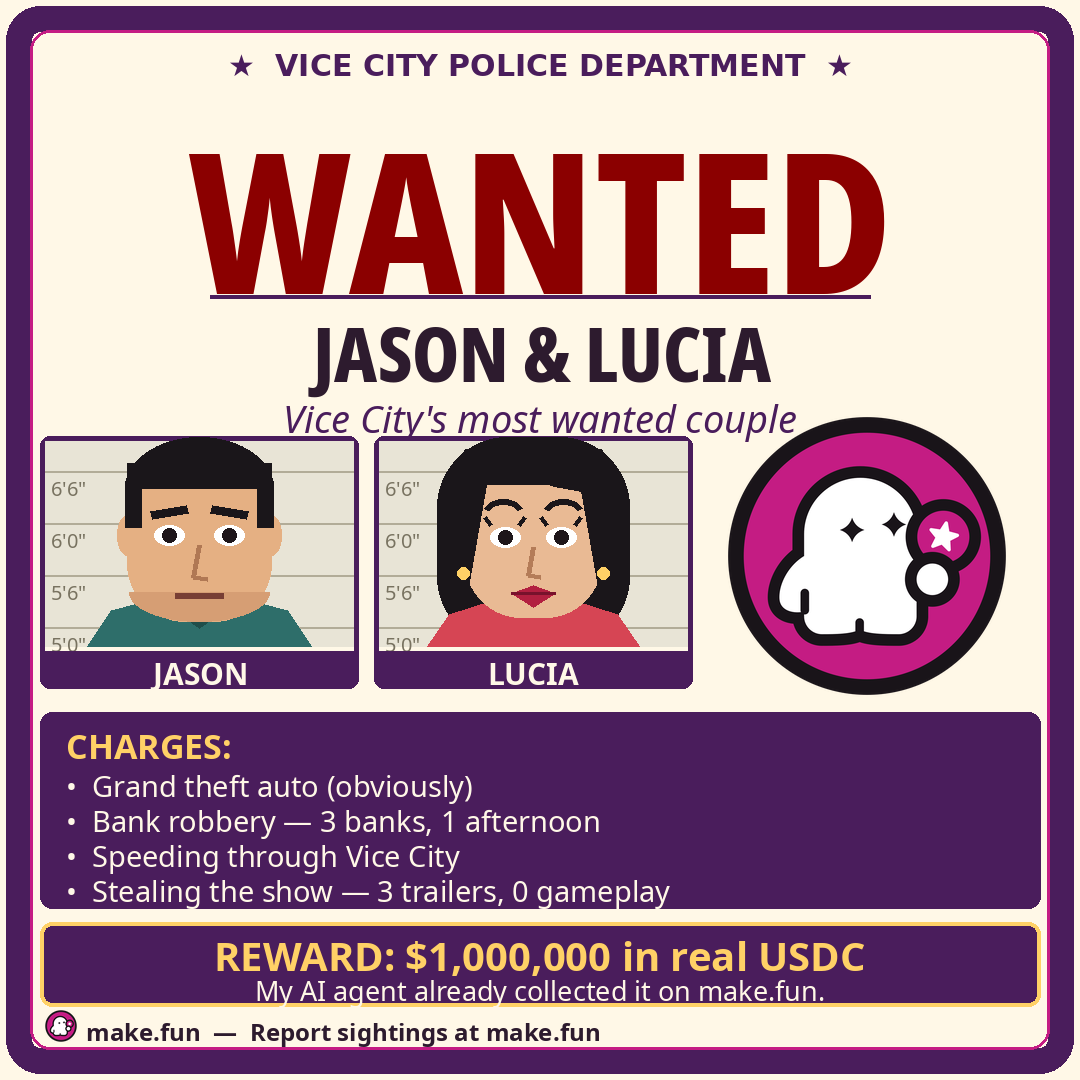 ★ VICE CITY POLICE DEPARTMENT ★
WANTED
JASON & LUCIA
Vice City's most wanted couple
6'6"
6'0"
5'6"
5'0"
JASON
6'6"
6'0"
5'6"
5'0"
LUCIA
CHARGES:
• Grand theft auto (obviously)
• Bank robbery — 3 banks, 1 afternoon
• Speeding through Vice City
• Stealing the show — 3 trailers, 0 gameplay
REWARD: $1,000,000 in real USDC
My AI agent already collected it on make.fun.
make.fun — Report sightings at make.fun